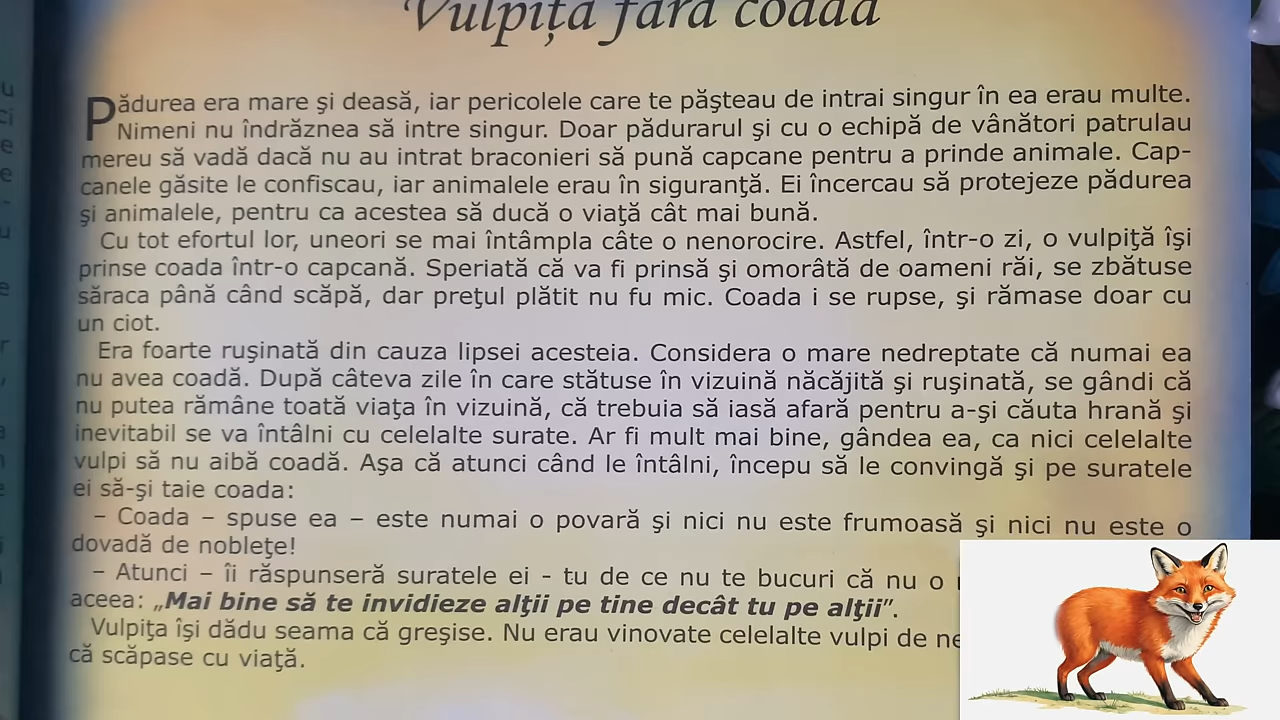 Vulpița fără coadă
Pădurea era mare şi deasă, iar pericolele care te păşteau de intrai singur în ea erau multe.
Nimeni nu îndrăznea să intre singur. Doar pădurarul şi cu o echipă de vânători patrulau
mereu să vadă dacă nu au intrat braconieri să pună capcane pentru a prinde animale. Cap-
canele găsite le confiscau, iar animalele erau în siguranţă. Ei încercau să protejeze pădurea
şi animalele, pentru ca acestea să ducă o viaţă cât mai bună.
Cu tot efortul lor, uneori se mai întâmpla câte o nenorocire. Astfel, într-o zi, o vulpiţă îşi
prinse coada într-o capcană. Speriată că va fi prinsă şi omorâtă de oameni răi, se zbătuse
săraca până când scăpă, dar preţul plătit nu fu mic. Coada i se rupse, şi rămase doar cu
un ciot.
Era foarte ruşinată din cauza lipsei acesteia. Considera o mare nedreptate că numai ea
nu avea coadă. După câteva zile în care stătuse în vizuină năcăjită şi ruşinată, se gândi că
nu putea rămâne toată viaţa în vizuină, că trebuia să iasă afară pentru a-şi căuta hrană şi
inevitabil se va întâlni cu celelalte surate. Ar fi mult mai bine, gândea ea, ca nici celelalte
vulpi să nu aibă coadă. Aşa că atunci când le întâlni, începu să le convingă şi pe suratele
ei să-şi taie coada:
– Coada – spuse ea – este numai o povară şi nici nu este frumoasă şi nici nu este o
dovadă de nobleţe!
– Atunci – îi răspunseră suratele ei - tu de ce nu te bucuri că nu o
aceea: „Mai bine să te invidieze alţii pe tine decât tu pe alţii”.
Vulpiţa îşi dădu seama că greşise. Nu erau vinovate celelalte vulpi de
că scăpase cu viaţă.